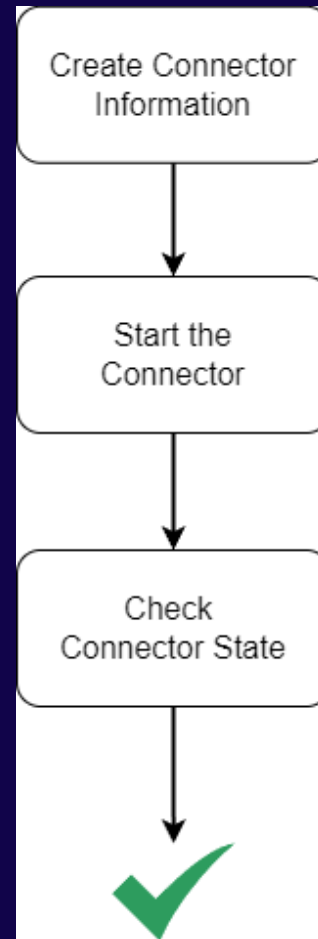 Create Connector
Information
Start the
Connector
Check
Connector State